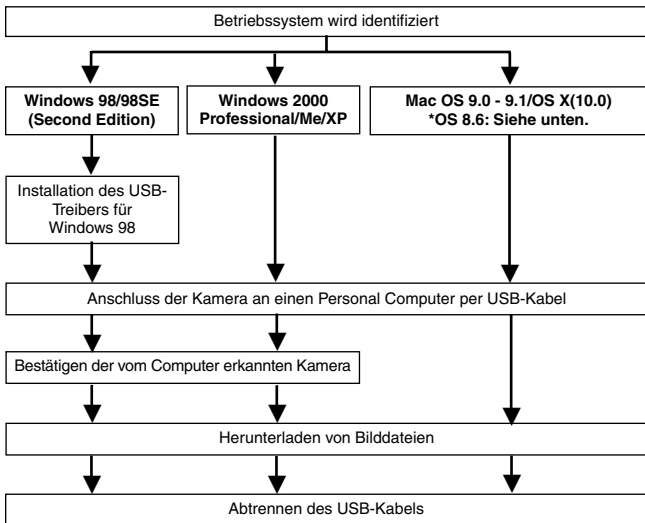 Betriebssystem wird identifiziert
Windows 98/98SE
(Second Edition)
Windows 2000
Professional/Me/XP
Mac OS 9.0 - 9.1/OS X(10.0)
*OS 8.6: Siehe unten.
Installation des USB-
Treibers für
Windows 98
Anschluss der Kamera an einen Personal Computer per USB-Kabel
Bestätigen der vom Computer erkannten Kamera
Herunterladen von Bilddateien
Abtrennen des USB-Kabels